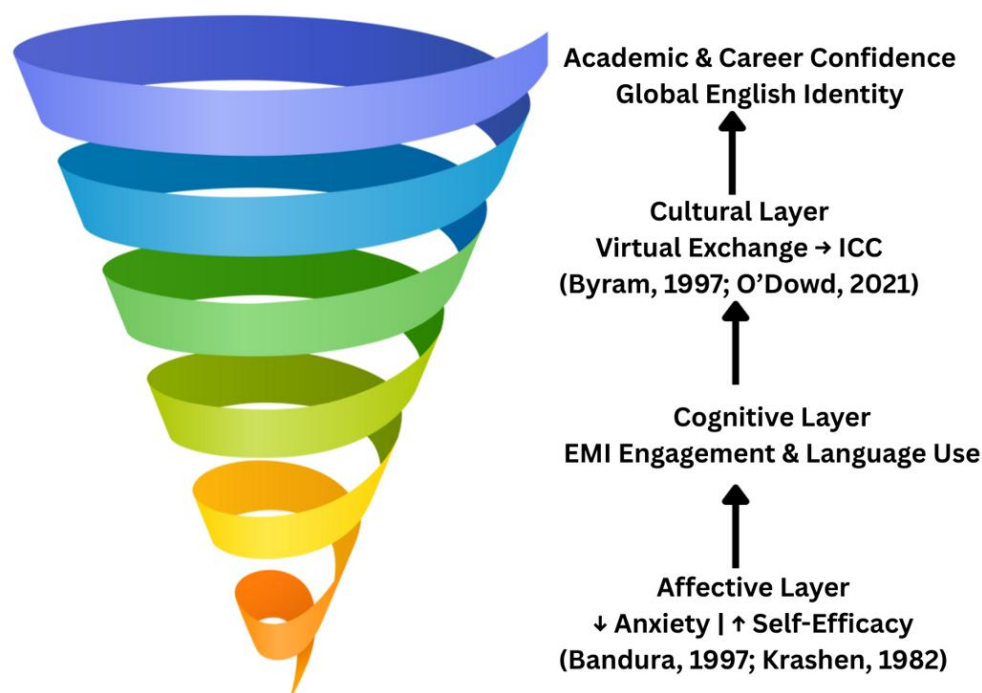 Academic & Career Confidence
Global English Identity
Cultural Layer
Virtual Exchange → ICC
(Byram, 1997; O’Dowd, 2021)
Cognitive Layer
EMI Engagement & Language Use
Affective Layer
↓ Anxiety | ↑ Self-Efficacy
(Bandura, 1997; Krashen, 1982)